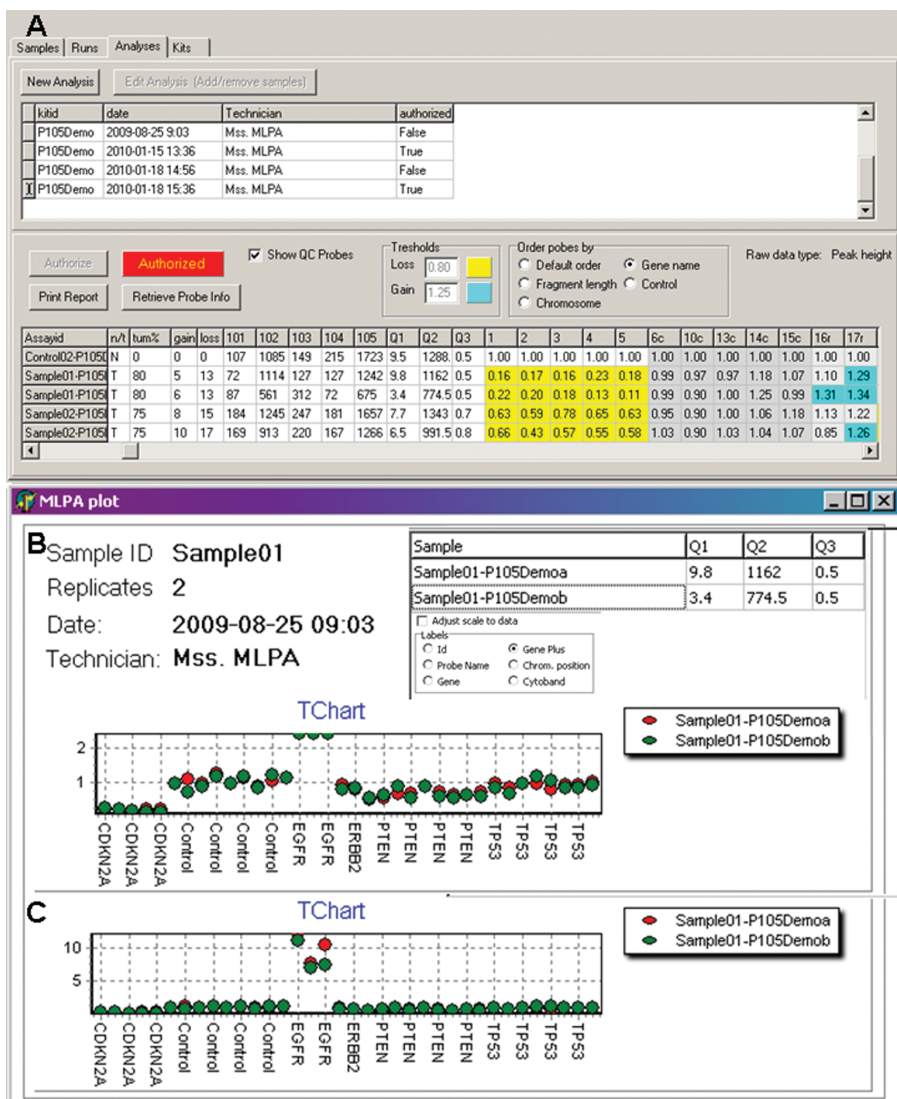 A
Samples Runs Analyses Kits
New Analysis Edit Analysis (Add/remove samples)
kitid date Technician authorized
P105Demo 2009-08-25 9:03 Mss. MLPA False
P105Demo 2010-01-15 13:36 Mss. MLPA True
P105Demo 2010-01-18 14:56 Mss. MLPA False
P105Demo 2010-01-18 15:36 Mss. MLPA True
Authorize Authorized Show QC Probes
Tresholds
Loss 0.80
Gain 1.25
Order pobes by
Default order Gene name
Fragment length Control
Chromosome
Raw data type: Peak height
Print Report Retrieve Probe Info
Assayid n/t tum% gain loss 101 102 103 104 105 Q1 Q2 Q3 1 2 3 4 5 6c 10c 13c 14c 15c 16r 17r
Control02-P105D N 0 0 0 107 1085 149 215 1723 9.5 1288. 0.5 1.00 1.00 1.00 1.00 1.00 1.00 1.00 1.00 1.00 1.00 1.00 1.00
Sample01-P105I T 80 5 13 72 1114 127 127 1242 9.8 1162 0.5 0.16 0.17 0.16 0.23 0.18 0.99 0.97 0.97 1.18 1.07 1.10 1.29
Sample01-P105I T 80 6 13 87 561 312 72 675 3.4 774.5 0.5 0.22 0.20 0.18 0.13 0.11 0.99 0.90 1.00 1.25 0.99 1.31 1.34
Sample02-P105I T 75 8 15 184 1245 247 181 1657 7.7 1343 0.7 0.63 0.59 0.78 0.65 0.63 0.95 0.90 1.00 1.06 1.18 1.13 1.22
Sample02-P105I T 75 10 17 169 913 220 167 1266 6.5 991.5 0.8 0.66 0.43 0.57 0.55 0.58 1.03 0.90 1.03 1.04 1.07 0.85 1.26
MLPA plot
B
Sample ID Sample01
Replicates 2
Date: 2009-08-25 09:03
Technician: Mss. MLPA
Sample Q1 Q2 Q3
Sample01-P105Demoa 9.8 1162 0.5
Sample01-P105Demob 3.4 774.5 0.5
Adjust scale to data
Labels
Id Gene Plus
Probe Name Chrom. position
Gene Cytoband
TChart
Sample01-P105Demoa
Sample01-P105Demob
2
1
CDKN2A CDKN2A CDKN2A Control Control Control Control EGFR EGFR ERBB2 PTEN PTEN PTEN PTEN TP53 TP53 TP53 TP53
C
TChart
Sample01-P105Demoa
Sample01-P105Demob
10
5
CDKN2A CDKN2A CDKN2A Control Control Control Control EGFR EGFR ERBB2 PTEN PTEN PTEN PTEN TP53 TP53 TP53 TP53